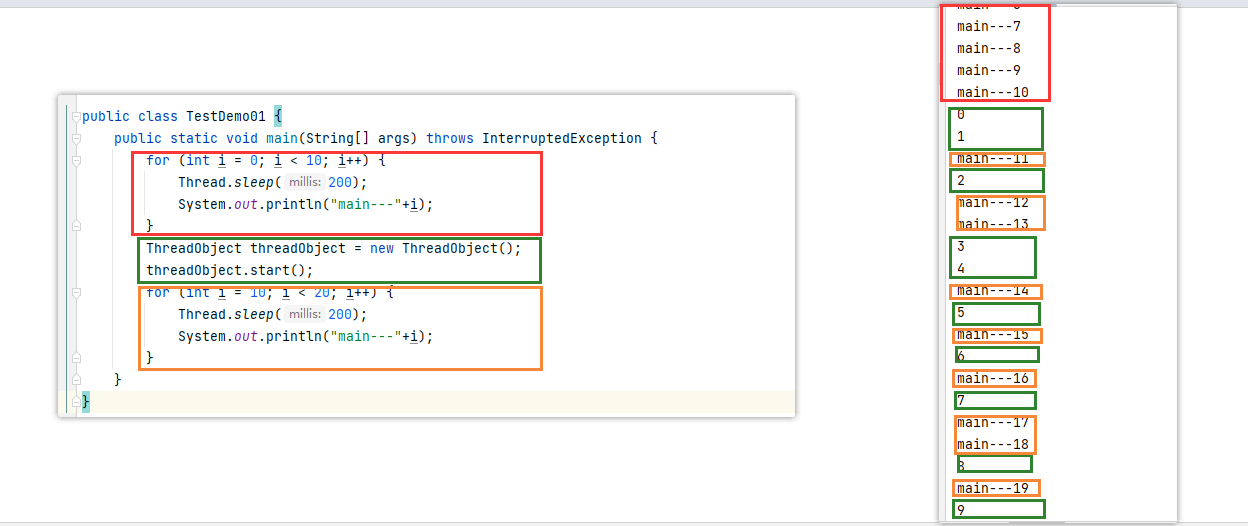 public class TestDemo01 {
public static void main(String[] args) throws InterruptedException {
for (int i = 0; i < 10; i++) {
Thread.sleep( millis: 200);
System.out.println("main---"+i);
}
ThreadObject threadObject = new ThreadObject();
threadObject.start();
for (int i = 10; i < 20; i++) {
Thread.sleep( millis: 200);
System.out.println("main---"+i);
}
}
}
main---7
main---8
main---9
main---10
0
1
main---11
2
main---12
main---13
3
4
main---14
5
main---15
6
main---16
7
main---17
main---18
8
main---19
9